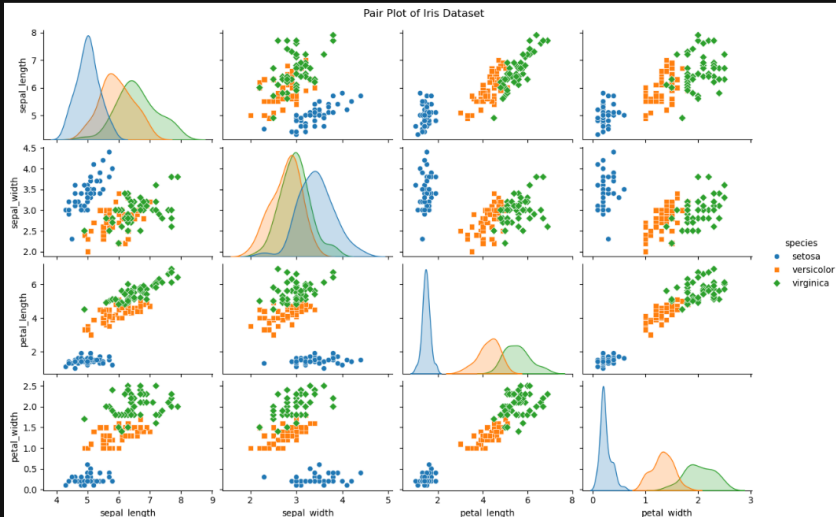 Pair Plot of Iris Dataset
sepal_length
8
7
6
5
sepal_width
4.5
4.0
3.5
3.0
2.5
2.0
species
setosa
versicolor
virginica
petal_length
6
4
2
petal_width
2.5
2.0
1.5
1.0
0.5
0.0
4 5 6 7 8 9
2 3 4 5
2 4 6 8
0 1 2 3
sepal_length
sepal_width
petal_length
petal_width